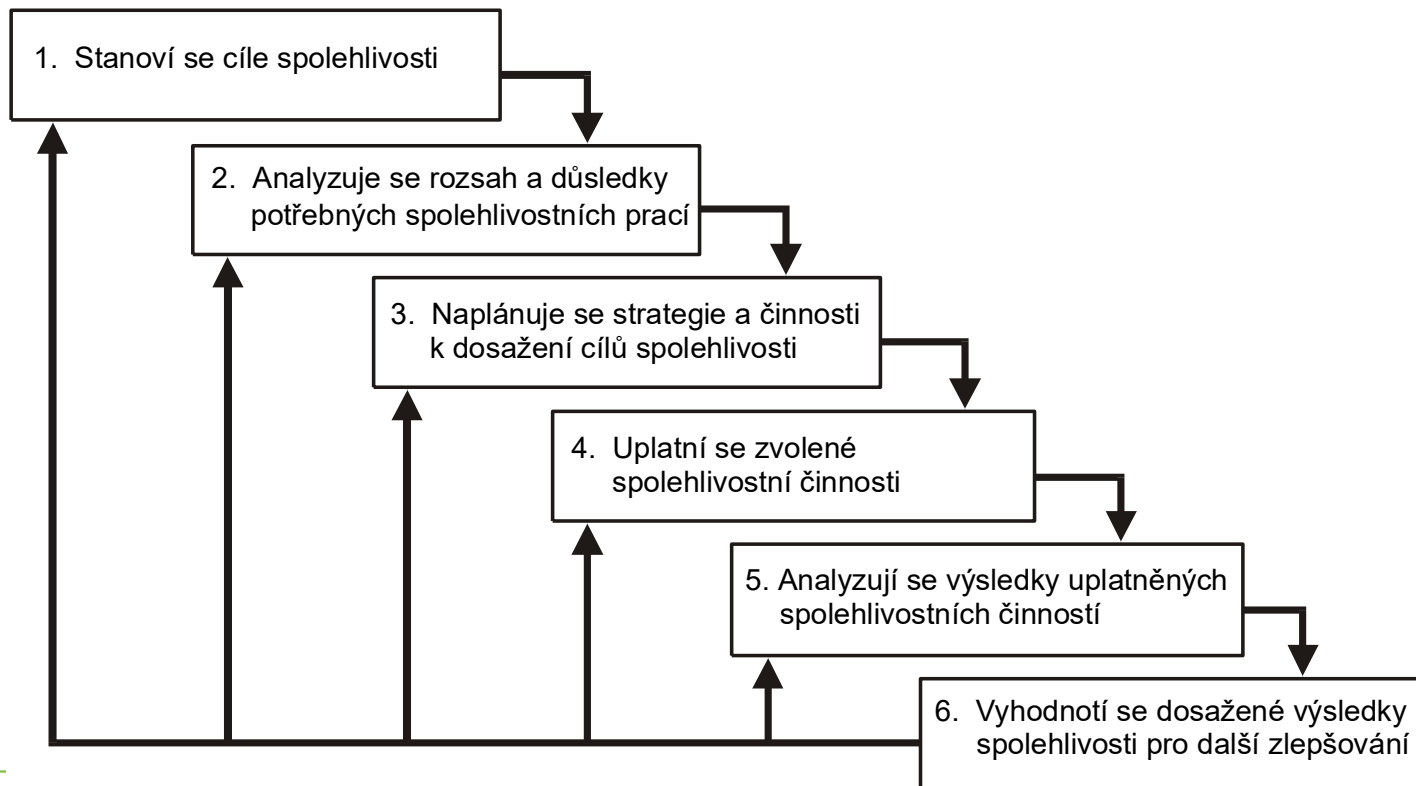 1. Stanoví se cíle spolehlivosti
2. Analyzuje se rozsah a důsledky
potřebných spolehlivostních prací
3. Naplánuje se strategie a činnosti
k dosažení cílů spolehlivosti
4. Uplatní se zvolené
spolehlivostní činnosti
5. Analyzují se výsledky uplatněných
spolehlivostních činností
6. Vyhodnotí se dosažené výsledky
spolehlivosti pro další zlepšování